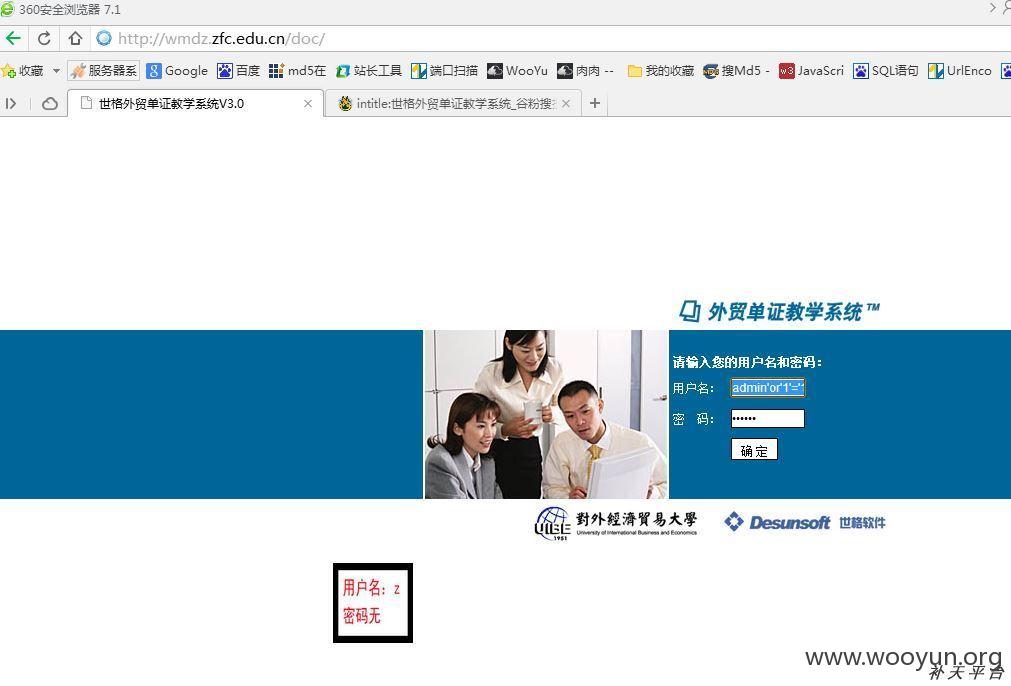 360安全浏览器 7.1
http://wmdz.zfc.edu.cn/doc/
收藏 服务器系 Google 百度 md5在 站长工具 端口扫描 WooYu 肉肉 -- 我的收藏 搜Md5 - JavaScri SQL语句 UrlEnco
世格外贸单证教学系统V3.0 intitle:世格外贸单证教学系统_谷粉搜
外贸单证教学系统™
请输入您的用户名和密码：
用户名： admin'or'1'='1
密 码： ••••••
确 定
UIBE 1951 對外經濟貿易大學 Desunsoft 世格软件
University of International Business and Economics
用户名：z
密码无
www.wooyun.org
补天平台